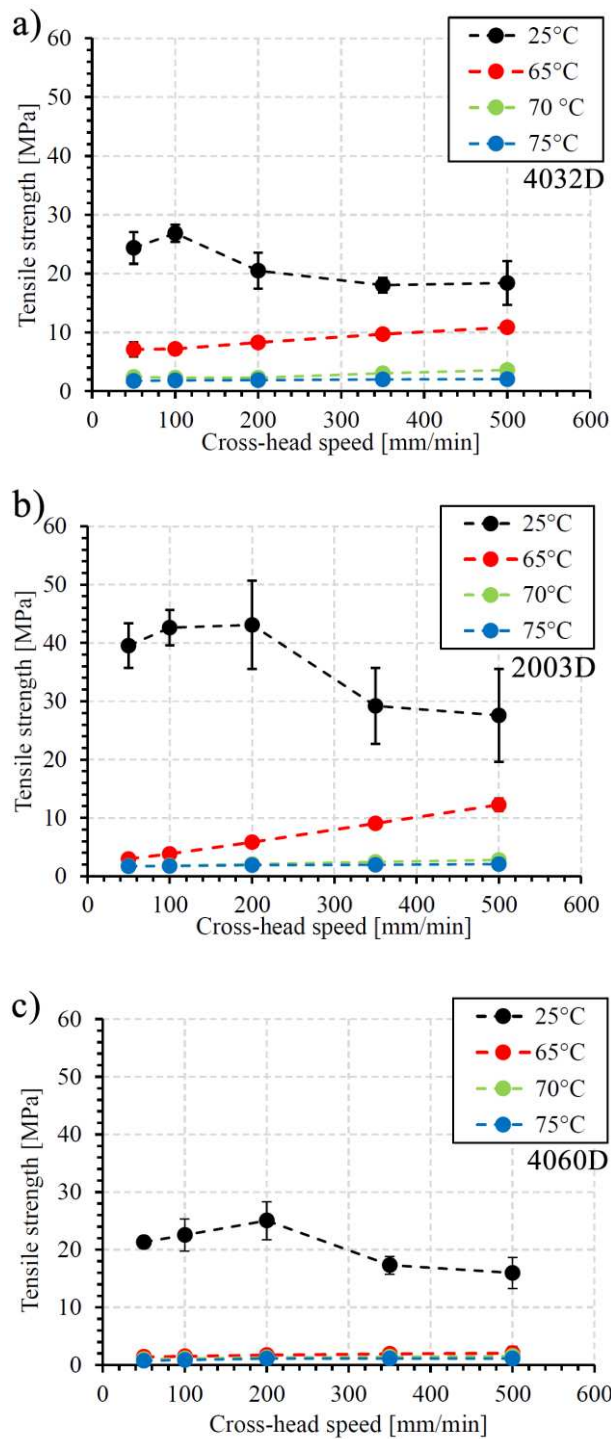 a)
60
50
40
30
20
10
0
Tensile strength [MPa]
25°C
65°C
70 °C
75°C
4032D
0 100 200 300 400 500 600
Cross-head speed [mm/min]
b)
60
50
40
30
20
10
0
Tensile strength [MPa]
25°C
65°C
70°C
75°C
2003D
0 100 200 300 400 500 600
Cross-head speed [mm/min]
c)
60
50
40
30
20
10
0
Tensile strength [MPa]
25°C
65°C
70°C
75°C
4060D
0 100 200 300 400 500 600
Cross-head speed [mm/min]